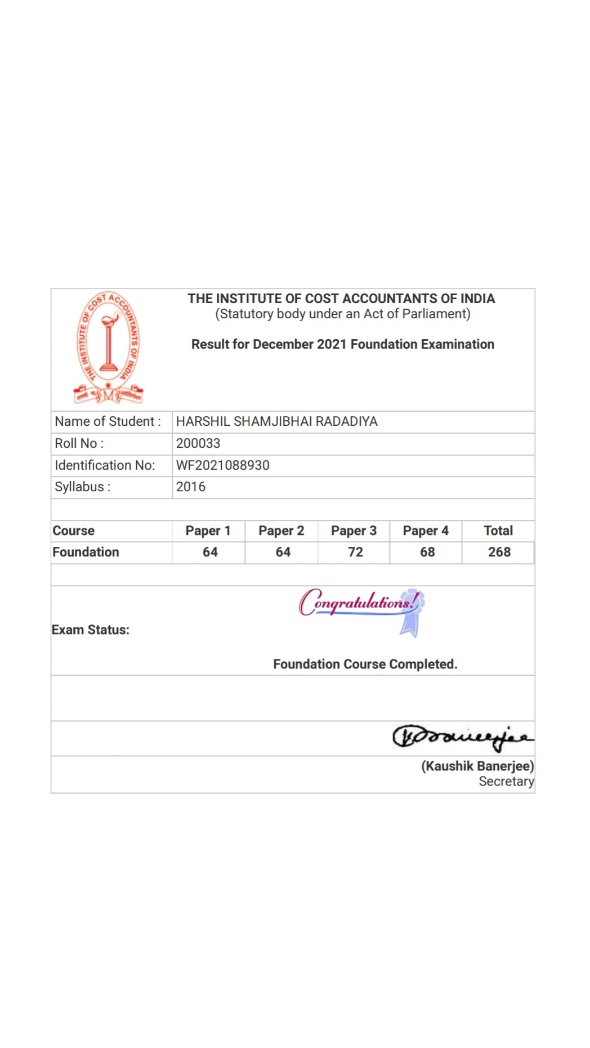 THE INSTITUTE OF COST ACCOUNTANTS OF INDIA
THE INSTITUTE OF COST ACCOUNTANTS OF INDIA
(Statutory body under an Act of Parliament)
Result for December 2021 Foundation Examination
Name of Student : HARSHIL SHAMJIBHAI RADADIYA
Roll No : 200033
Identification No: WF2021088930
Syllabus : 2016
Course Paper 1 Paper 2 Paper 3 Paper 4 Total
Foundation 64 64 72 68 268
Congratulations!
Exam Status:
Foundation Course Completed.
(Kaushik Banerjee)
Secretary